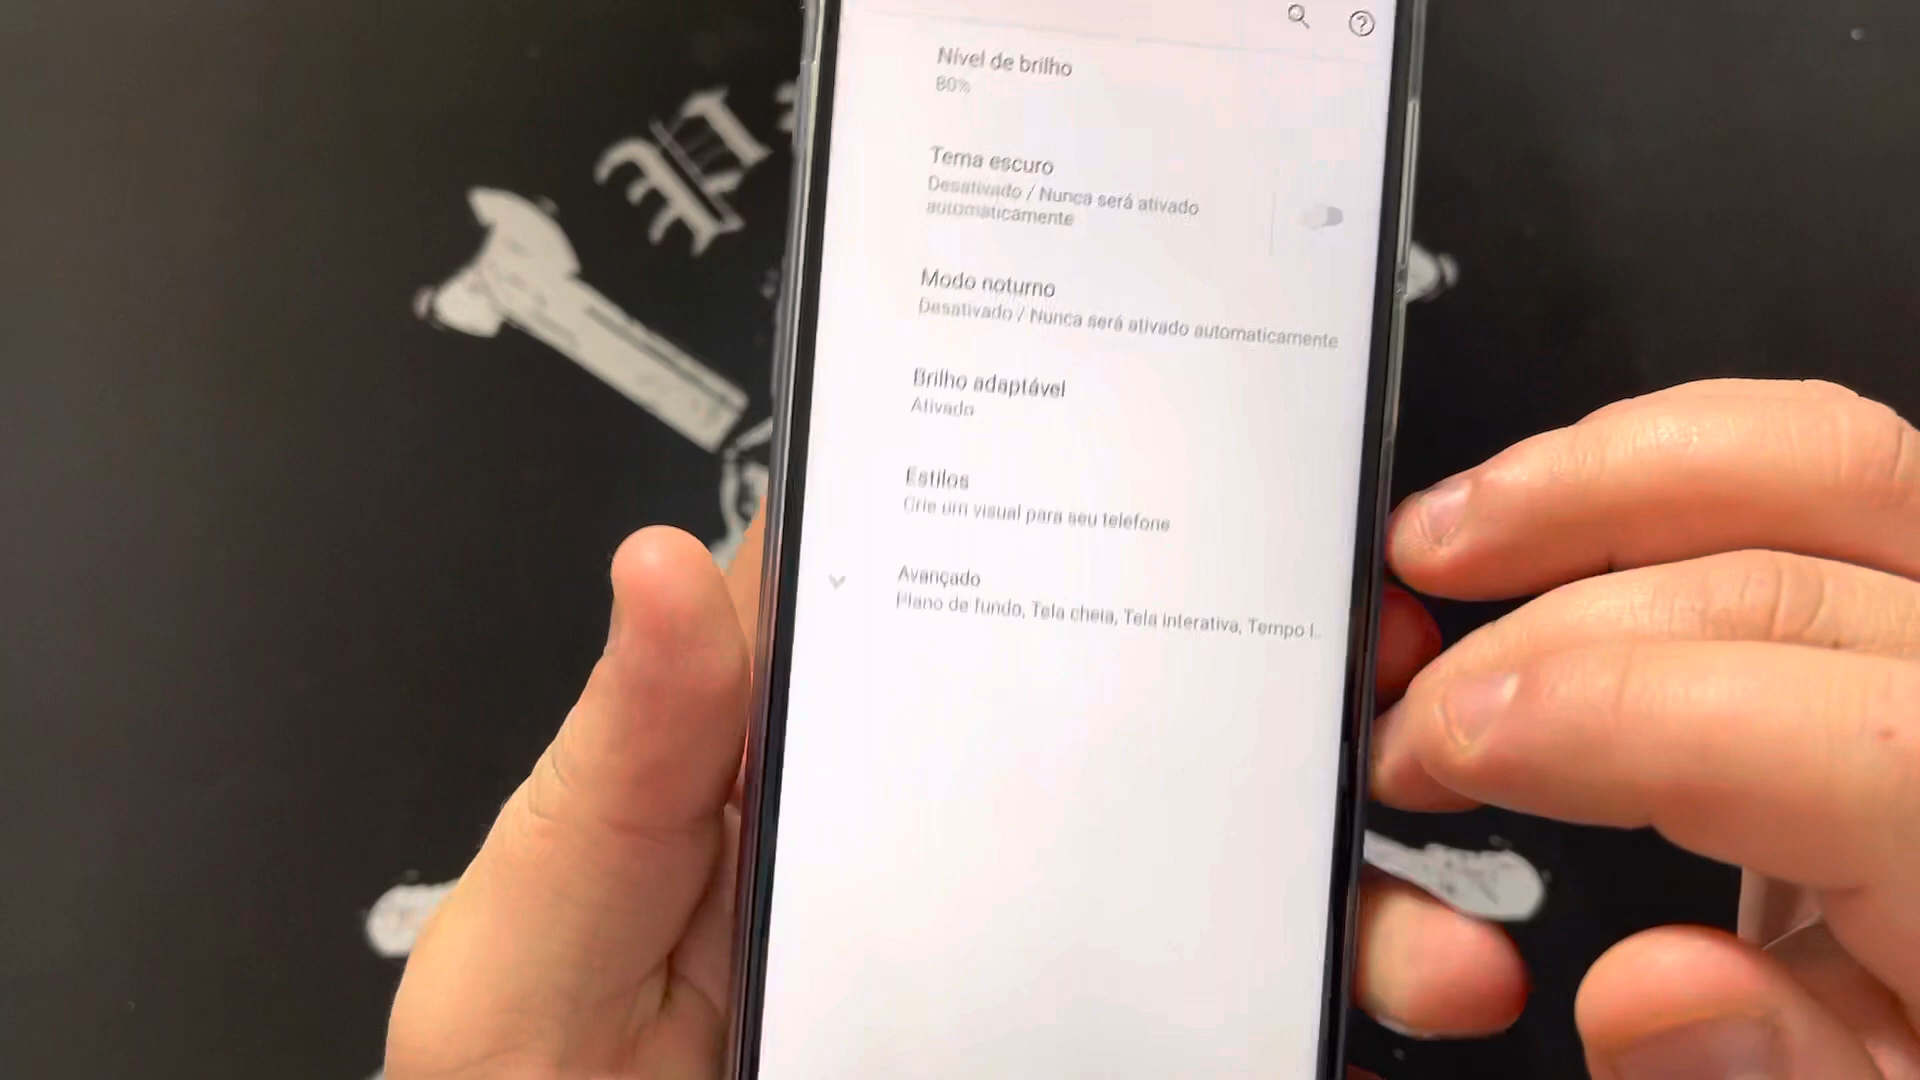 Nível de brilho
80%
Tema escuro
Desativado / Nunca será ativado
automaticamente
Modo noturno
Desativado / Nunca será ativado automaticamente
Brilho adaptável
Ativado
Estilos
Crie um visual para seu telefone
Avançado
Plano de fundo, Tela cheia, Tela interativa, Tempo l..